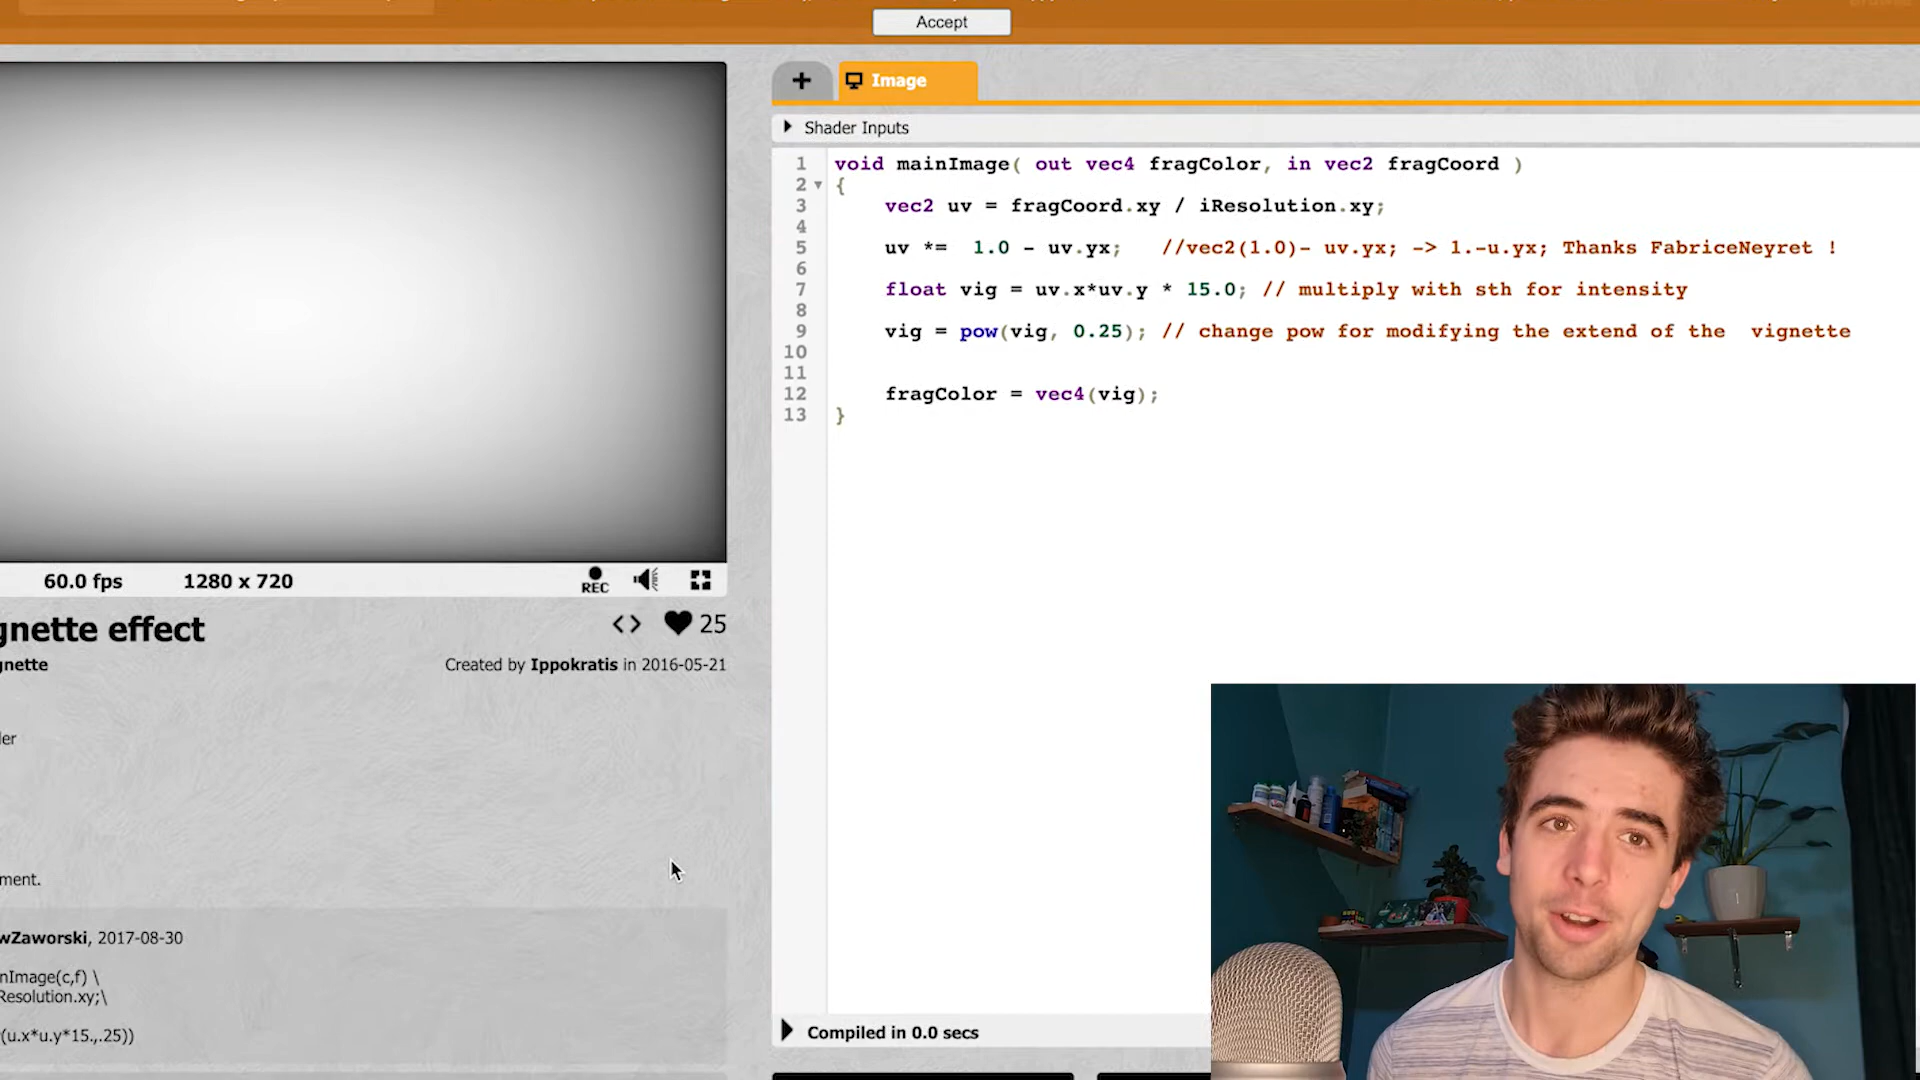 Accept
+
Image
Shader Inputs
1 void mainImage( out vec4 fragColor, in vec2 fragCoord )
2 {
3 vec2 uv = fragCoord.xy / iResolution.xy;
4
5 uv *= 1.0 - uv.yx; //vec2(1.0)- uv.yx; -> 1.-u.yx; Thanks FabriceNeyret !
6
7 float vig = uv.x*uv.y * 15.0; // multiply with sth for intensity
8
9 vig = pow(vig, 0.25); // change pow for modifying the extend of the vignette
10
11
12 fragColor = vec4(vig);
13 }
60.0 fps 1280 x 720 REC
gnette effect <> 25
gnette Created by Ippokratis in 2016-05-21
ler
ment.
wZaworski, 2017-08-30
nImage(c,f) \
Resolution.xy;\
(u.x*u.y*15.,.25))
Compiled in 0.0 secs